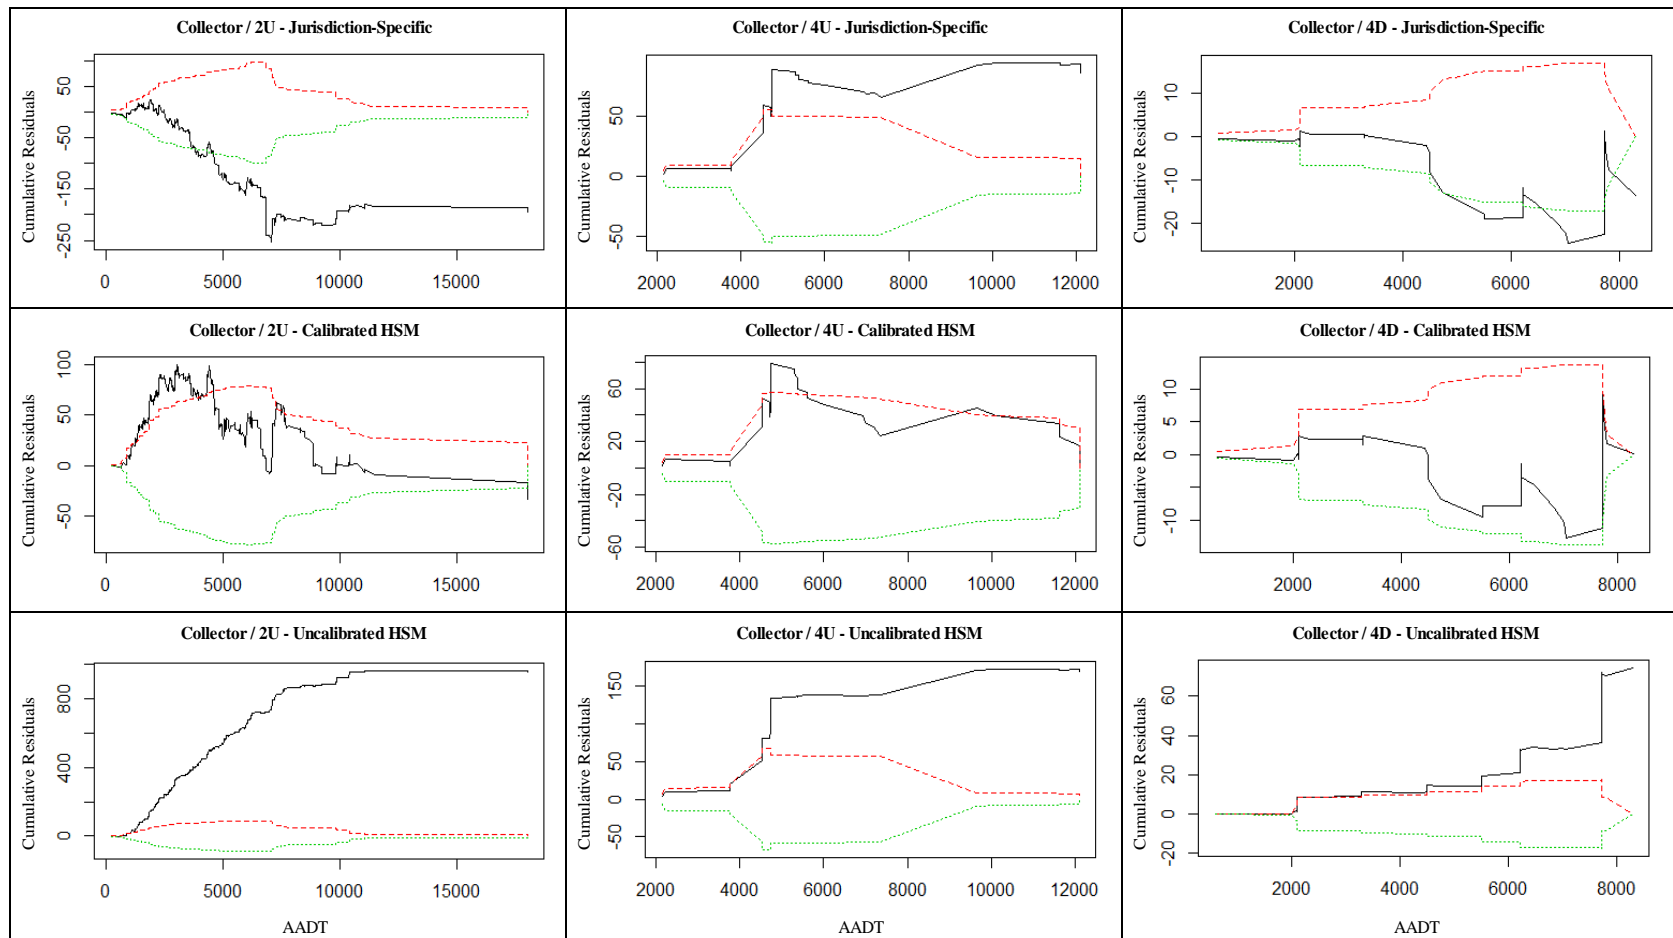 Collector / 2U - Jurisdiction-Specific
Cumulative Residuals
50
-50
-150
-250
0 5000 10000 15000
Collector / 4U - Jurisdiction-Specific
Cumulative Residuals
50
0
-50
2000 4000 6000 8000 10000 12000
Collector / 4D - Jurisdiction-Specific
Cumulative Residuals
10
0
-10
-20
2000 4000 6000 8000
Collector / 2U - Calibrated HSM
Cumulative Residuals
100
50
0
-50
0 5000 10000 15000
Collector / 4U - Calibrated HSM
Cumulative Residuals
60
20
-20
-60
2000 4000 6000 8000 10000 12000
Collector / 4D - Calibrated HSM
Cumulative Residuals
10
5
0
-10
2000 4000 6000 8000
Collector / 2U - Uncalibrated HSM
Cumulative Residuals
800
400
0
0 5000 10000 15000
AADT
Collector / 4U - Uncalibrated HSM
Cumulative Residuals
150
50
0
-50
2000 4000 6000 8000 10000 12000
AADT
Collector / 4D - Uncalibrated HSM
Cumulative Residuals
60
40
20
0
-20
2000 4000 6000 8000
AADT